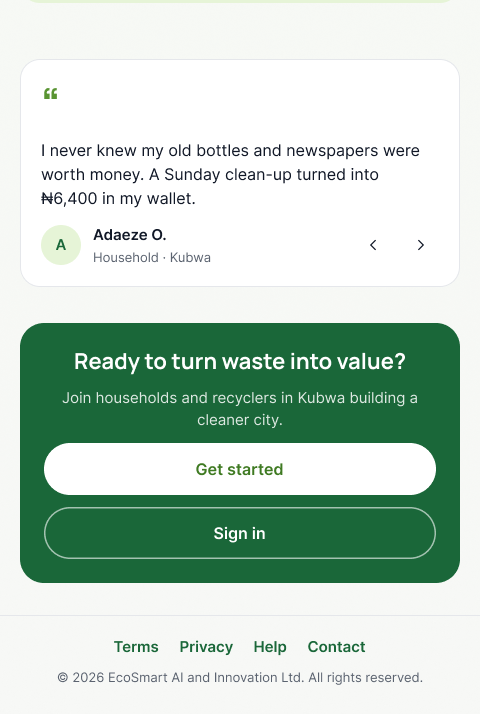 “
I never knew my old bottles and newspapers were
worth money. A Sunday clean-up turned into
₦6,400 in my wallet.
A
Adaeze O.
Household · Kubwa
Ready to turn waste into value?
Join households and recyclers in Kubwa building a
cleaner city.
Get started
Sign in
Terms Privacy Help Contact
© 2026 EcoSmart AI and Innovation Ltd. All rights reserved.